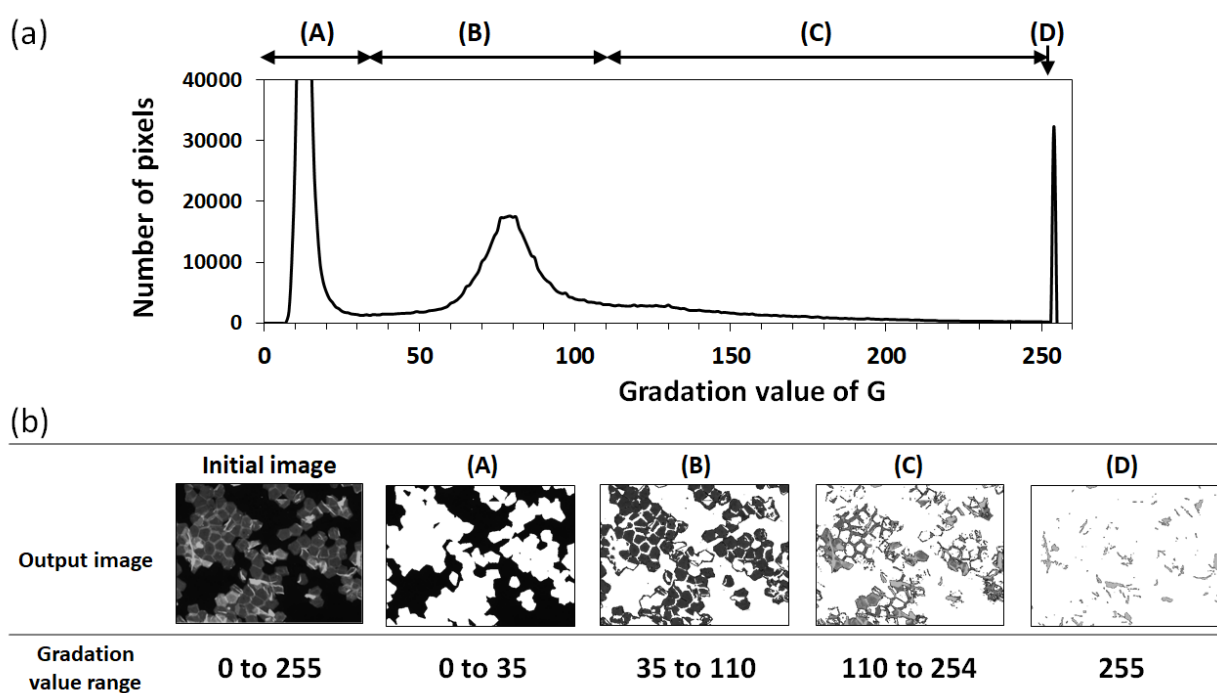 (a)
(A) (B) (C) (D)
40000
30000
20000
10000
0
Number of pixels
0 50 100 150 200 250
Gradation value of G
(b)
Initial image (A) (B) (C) (D)
Output image
Gradation
value range
0 to 255 0 to 35 35 to 110 110 to 254 255